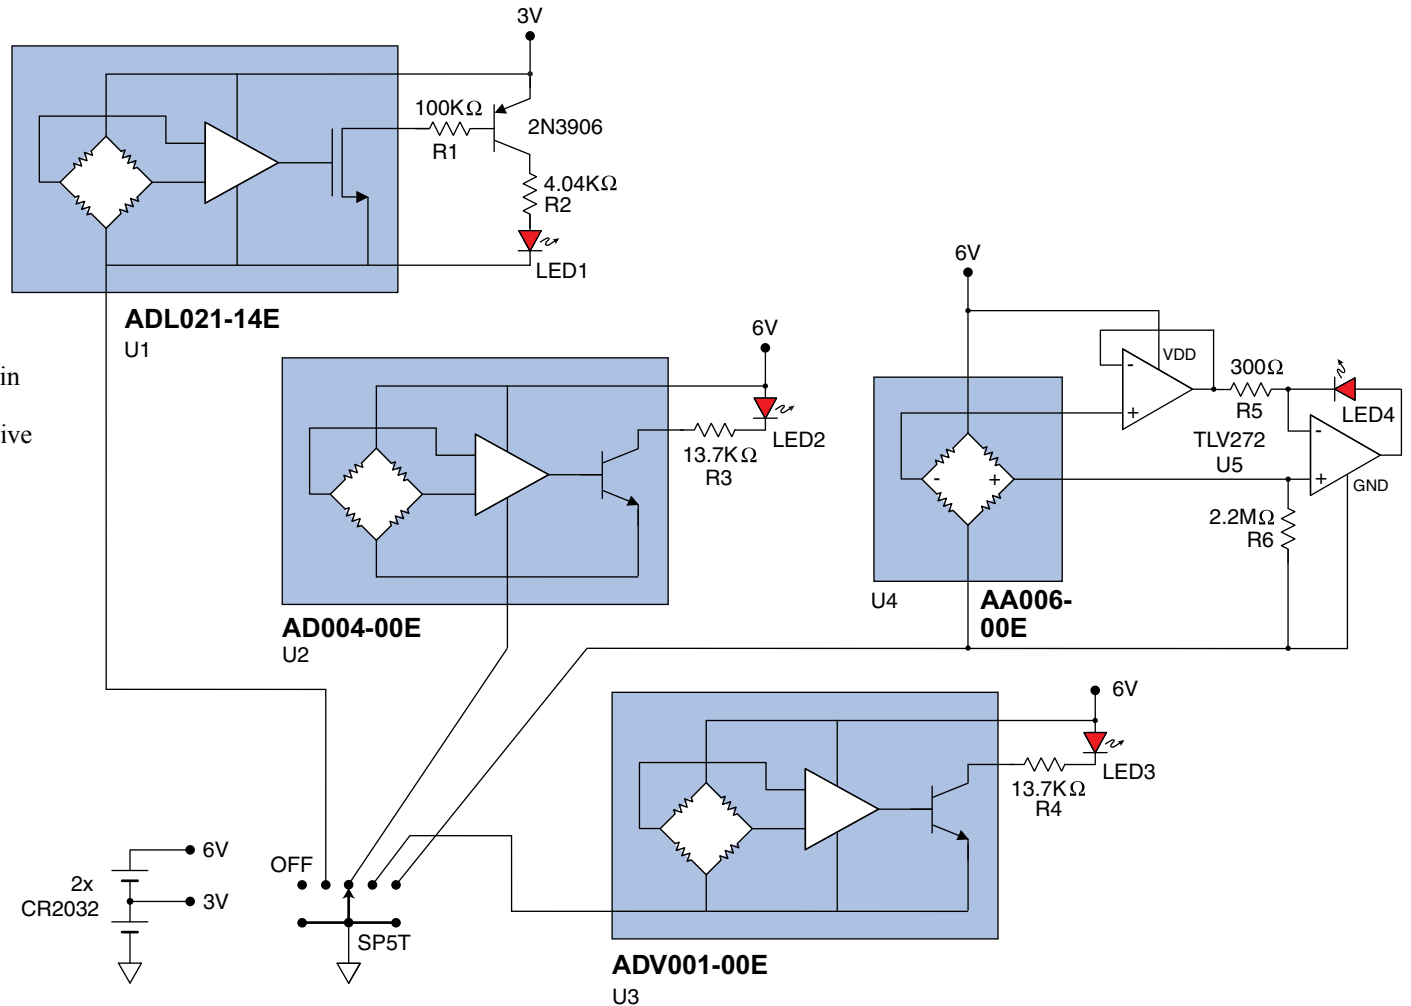 3V
100KΩ
R1
2N3906
4.04KΩ
R2
LED1
ADL021-14E
U1
in
ive
6V
LED2
13.7KΩ
R3
AD004-00E
U2
6V
VDD
-
+
300Ω
R5
LED4
TLV272
U5
-
+
GND
- +
2.2MΩ
R6
U4
AA006-
00E
6V
LED3
13.7KΩ
R4
ADV001-00E
U3
6V
2x
CR2032
3V
OFF
SP5T